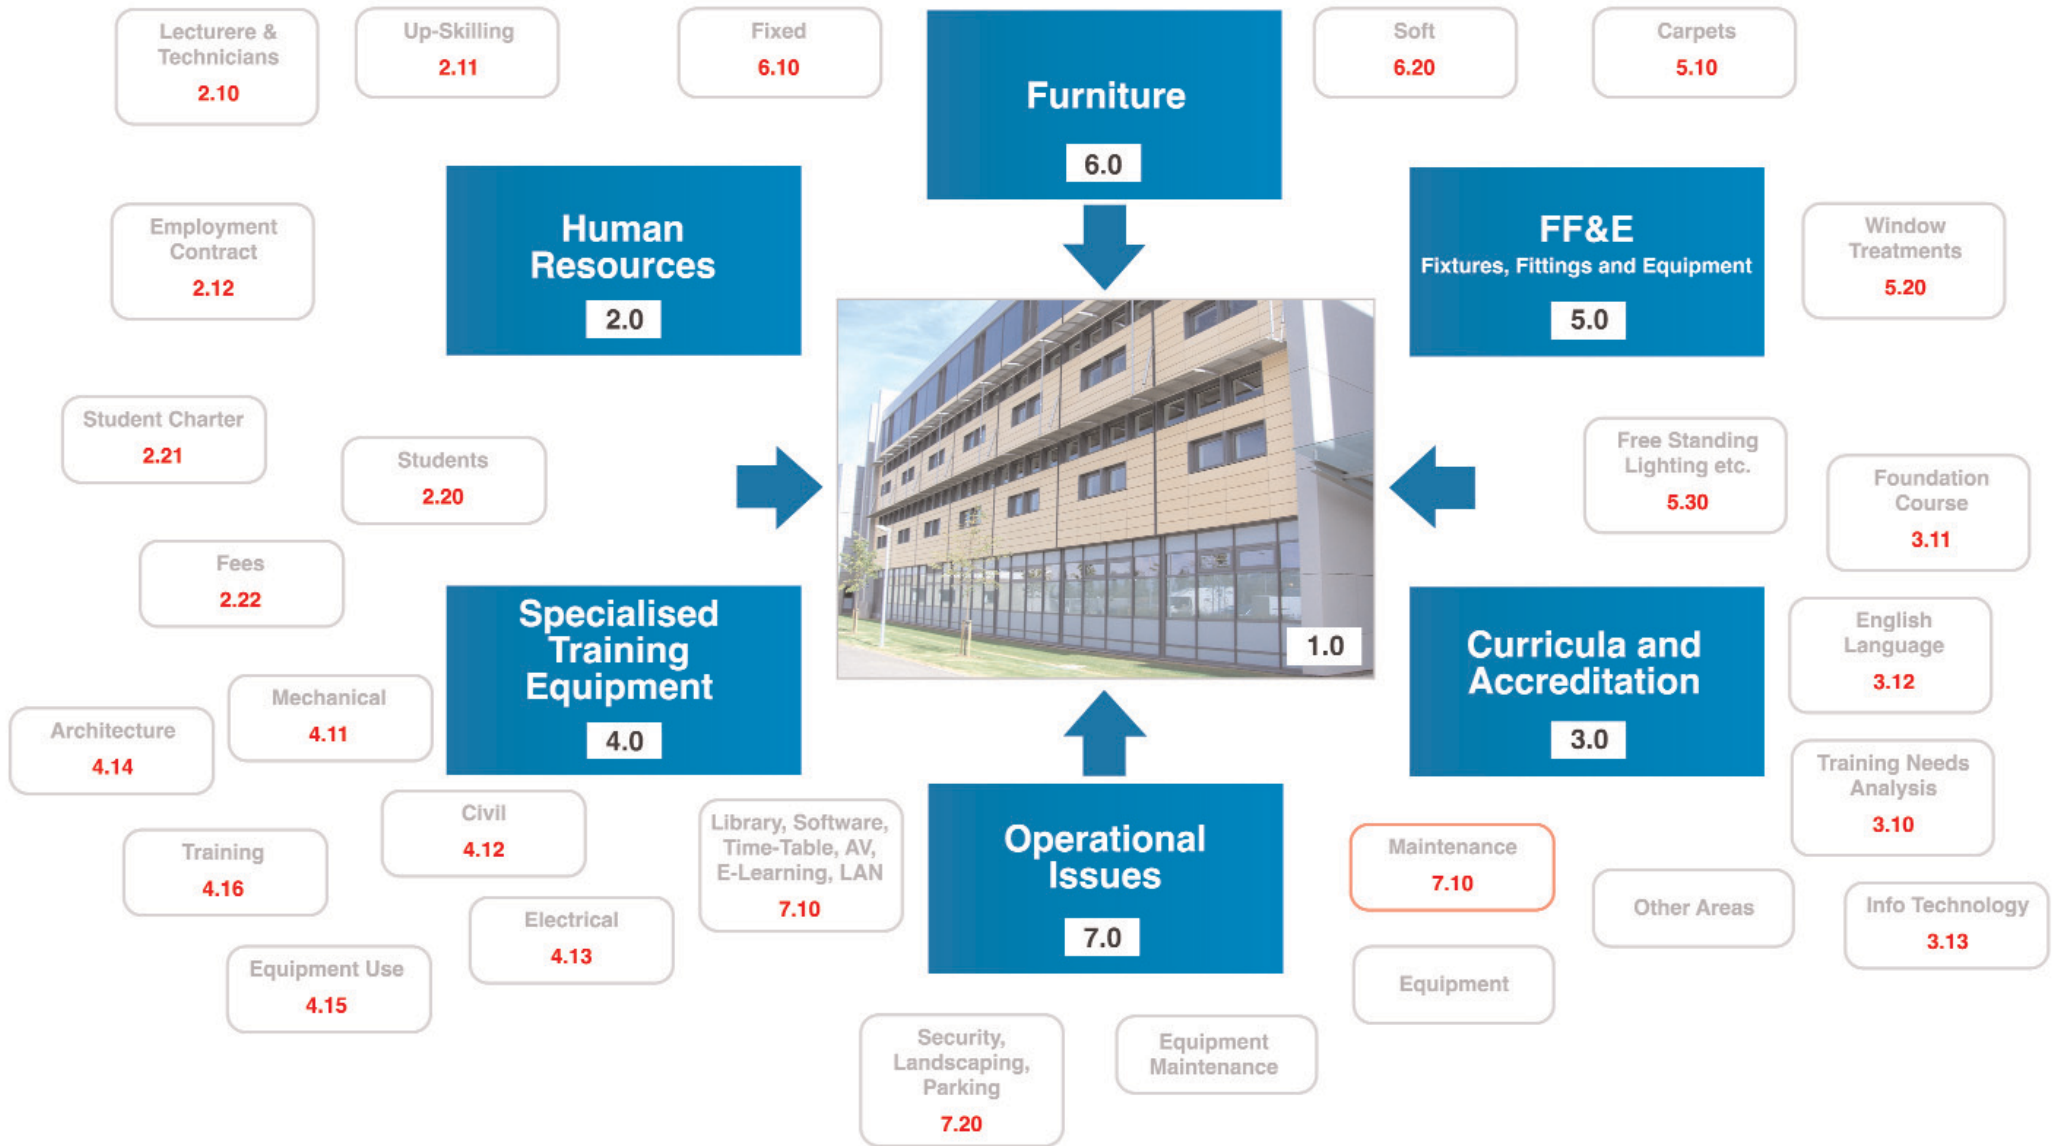 Lecturere &
Technicians
2.10
Up-Skilling
2.11
Fixed
6.10
Furniture
6.0
Soft
6.20
Carpets
5.10
Employment
Contract
2.12
Human
Resources
2.0
FF&E
Fixtures, Fittings and Equipment
5.0
Window
Treatments
5.20
Student Charter
2.21
Students
2.20
Free Standing
Lighting etc.
5.30
Foundation
Course
3.11
Fees
2.22
Specialised
Training
Equipment
4.0
1.0
Curricula and
Accreditation
3.0
English
Language
3.12
Mechanical
4.11
Architecture
4.14
Training Needs
Analysis
3.10
Civil
4.12
Training
4.16
Library, Software,
Time-Table, AV,
E-Learning, LAN
7.10
Operational
Issues
7.0
Maintenance
7.10
Other Areas
Info Technology
3.13
Electrical
4.13
Equipment Use
4.15
Equipment
Security,
Landscaping,
Parking
7.20
Equipment
Maintenance